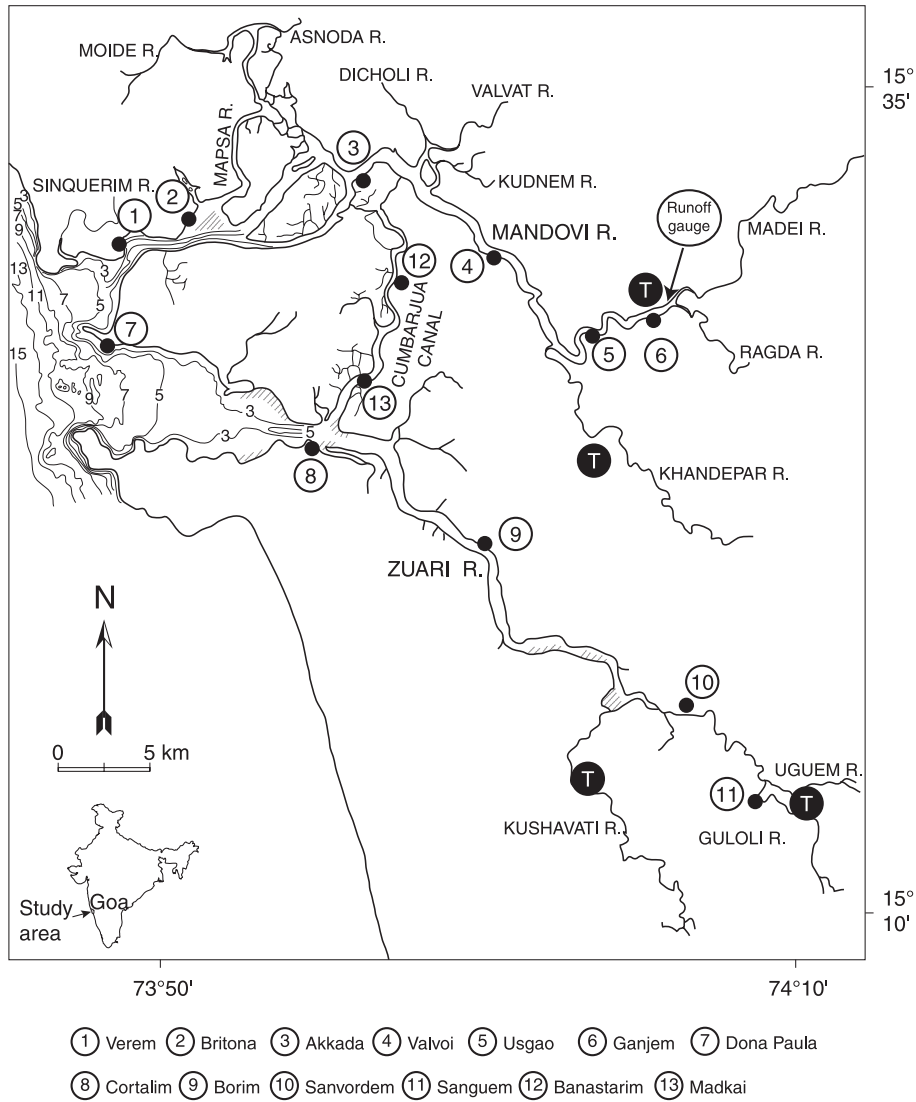 ASNODA R.
MOIDE R.
DICHOLI R.
15°
35'
VALVAT R.
MAPSA R.
3
SINQUERIM R.
KUDNEM R.
3
5
7
9
2
1
MANDOVI R.
Runoff
gauge
MADEI R.
13
11
7
3
5
4
12
T
15
7
CUMBARJUA
CANAL
5
6
RAGDA R.
9
7
5
3
13
3
5
8
T
KHANDEPAR R.
9
ZUARI R.
N
10
0 5 km
T
UGUEM R.
11
T
KUSHAVATI R.
GULOLI R.
Goa
Study
area
15°
10'
73°50'
74°10'
1 Verem 2 Britona 3 Akkada 4 Valvoi 5 Usgao 6 Ganjem 7 Dona Paula
8 Cortalim 9 Borim 10 Sanvordem 11 Sanguem 12 Banastarim 13 Madkai